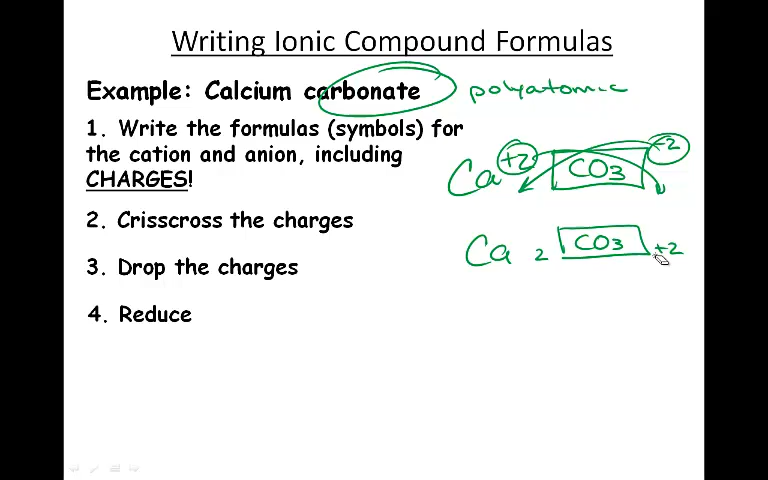 Writing Ionic Compound Formulas
Example: Calcium carbonate polyatomic
1. Write the formulas (symbols) for
the cation and anion, including
CHARGES!
Ca +2 CO3 -2
2. Crisscross the charges
Ca 2 CO3 +2
3. Drop the charges
4. Reduce